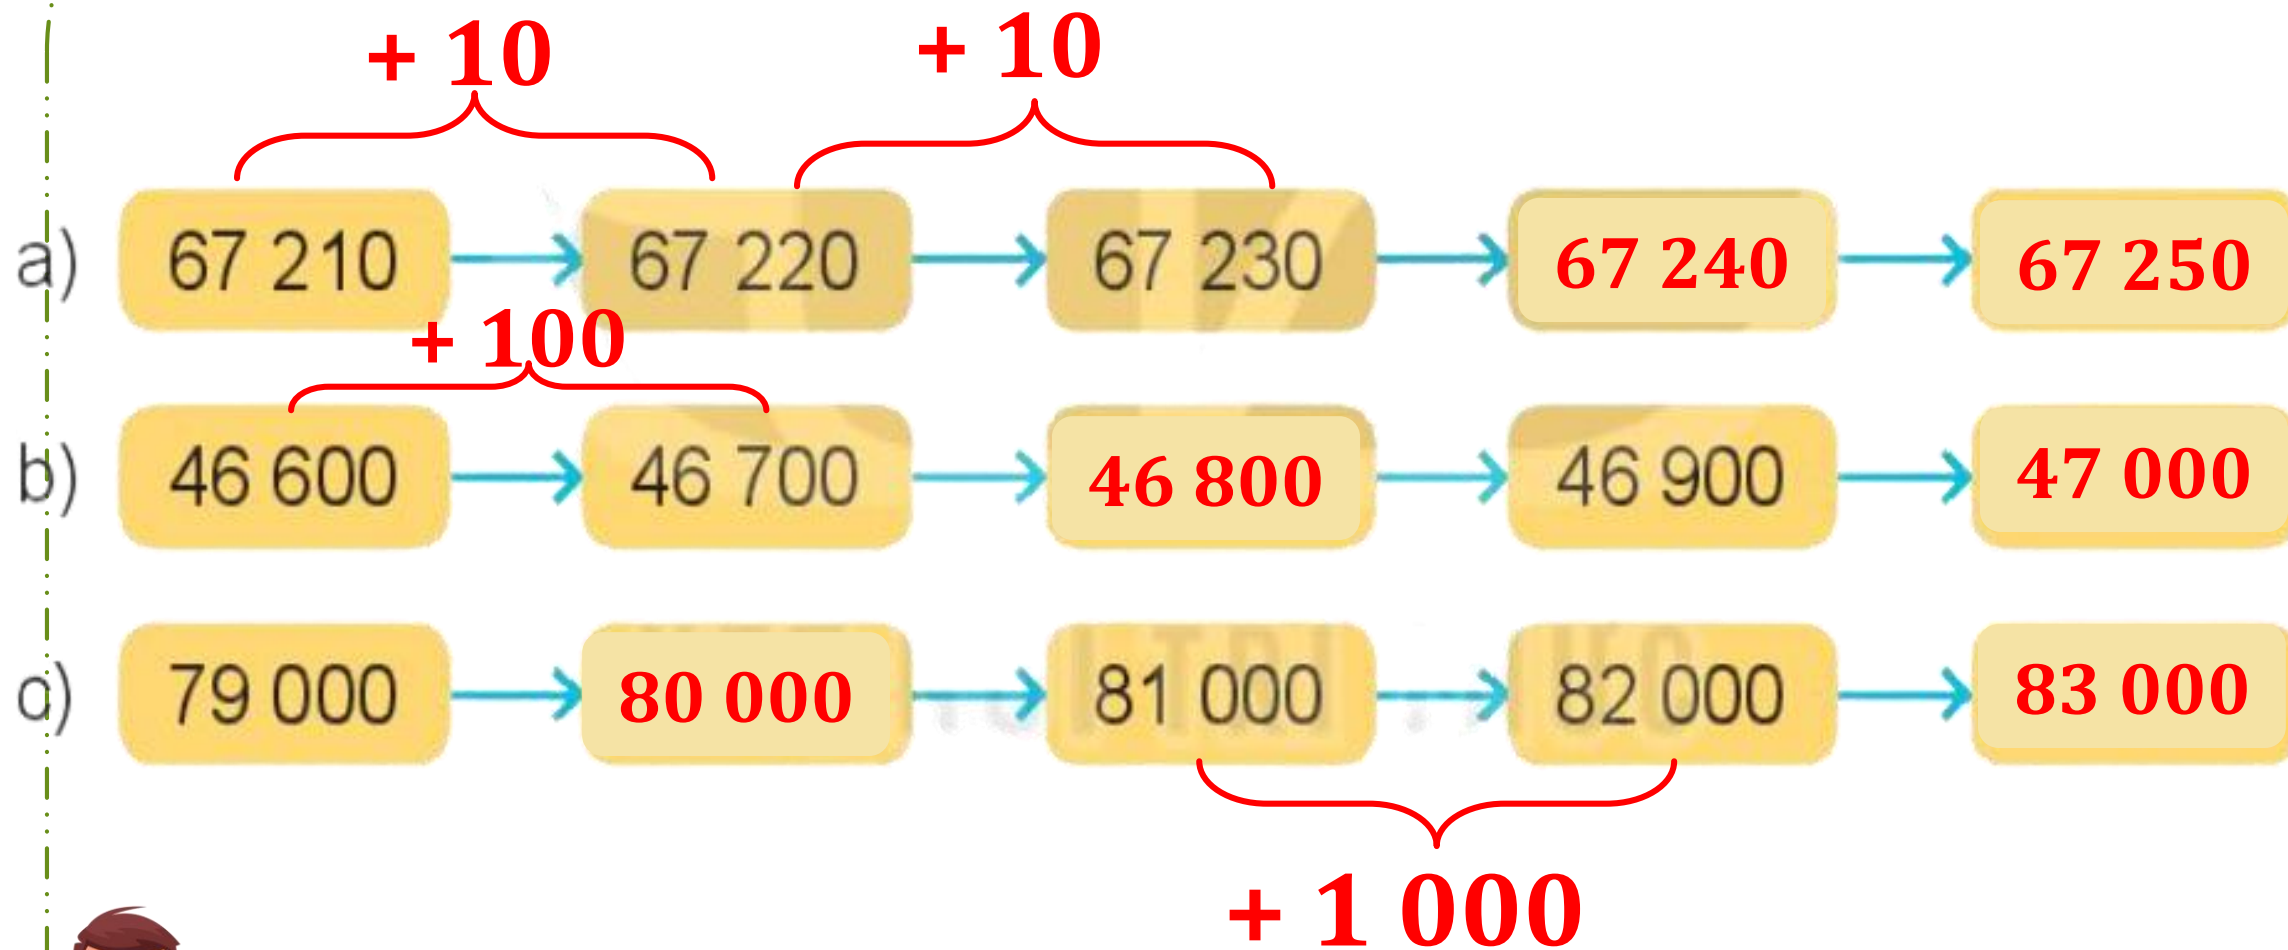 + 10 + 10
a) 67 210 67 220 67 230 67 240 67 250
+ 100
b) 46 600 46 700 46 800 46 900 47 000
c) 79 000 80 000 81 000 82 000 83 000
+ 1 000